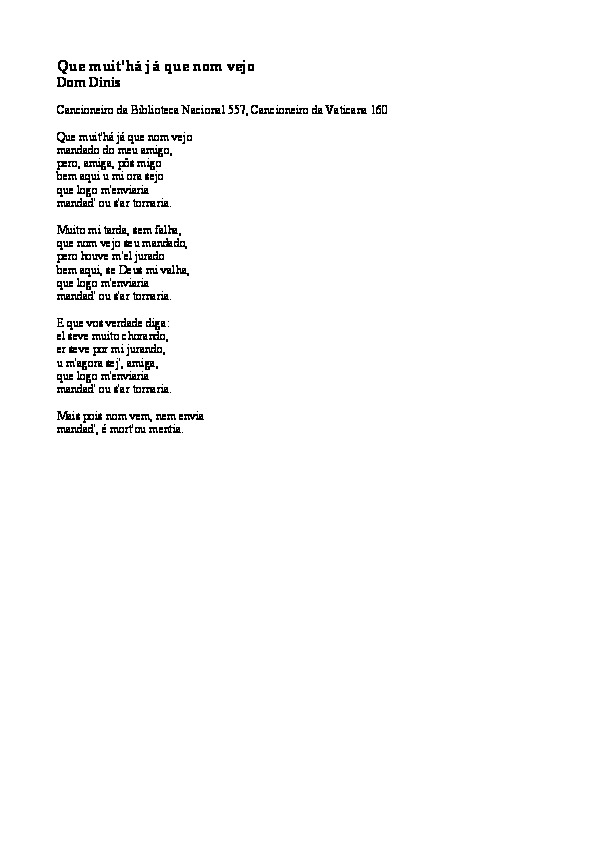 Que muit'há já que nom vejo
Dom Dinis
Cancioneiro da Biblioteca Nacional 557, Cancioneiro da Vaticana 160
Que muit'há já que nom vejo
mandado do meu amigo,
pero, amiga, pôs migo
bem aqui u mi ora sejo
que logo m'enviaria
mandad' ou s'ar tornaria.
Muito mi tarda, sem falha,
que nom vejo seu mandado,
pero houve m'el jurado
bem aqui, se Deus mi valha,
que logo m'enviaria
mandad' ou s'ar tornaria.
E que vos verdade diga:
el seve muito chorando,
er seve por mi jurando,
u m'agora sej', amiga,
que logo m'enviaria
mandad' ou s'ar tornaria.
Mais pois nom vem, nem envia
mandad', é mort'ou mentia.